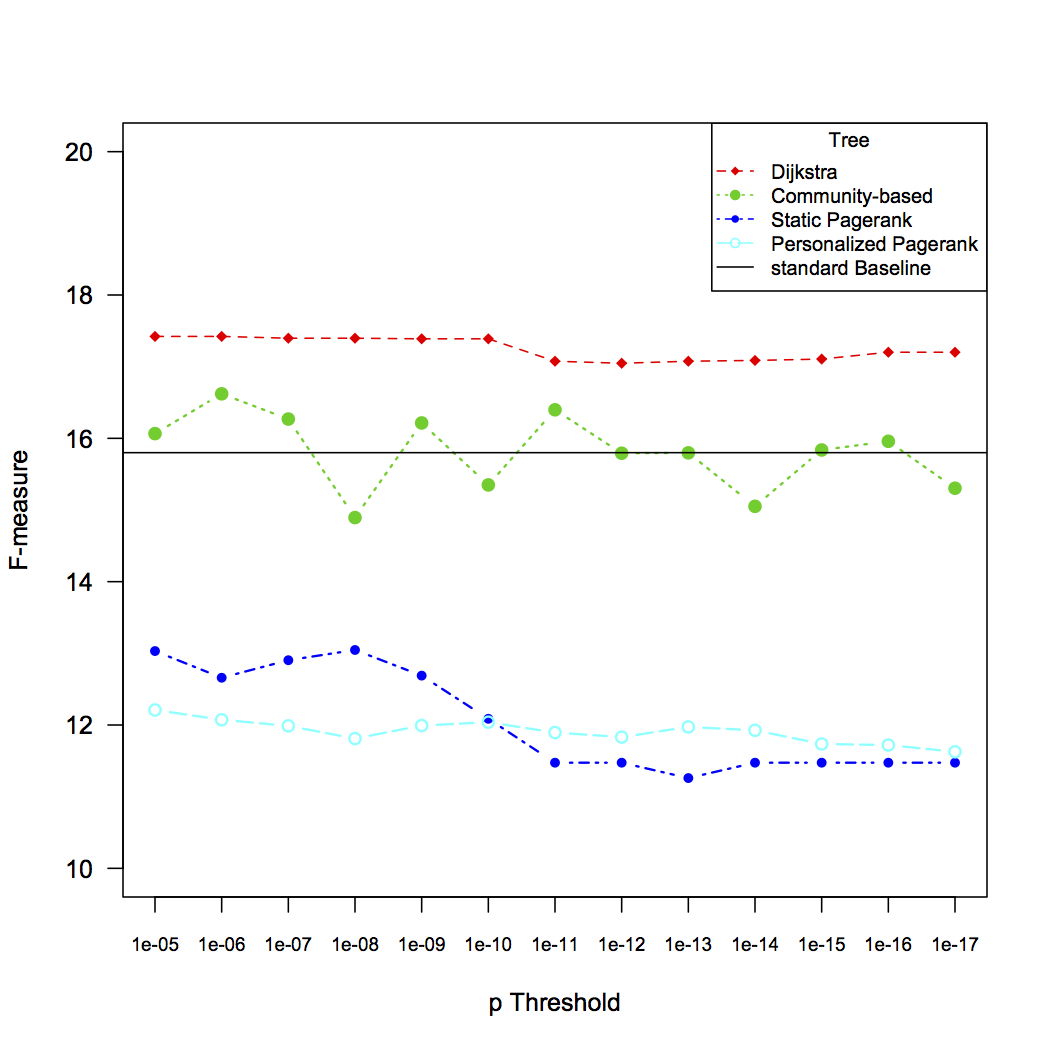 Tree
Dijkstra
Community-based
Static Pagerank
Personalized Pagerank
standard Baseline
F-measure
20
18
16
14
12
10
1e-05 1e-06 1e-07 1e-08 1e-09 1e-10 1e-11 1e-12 1e-13 1e-14 1e-15 1e-16 1e-17
p Threshold